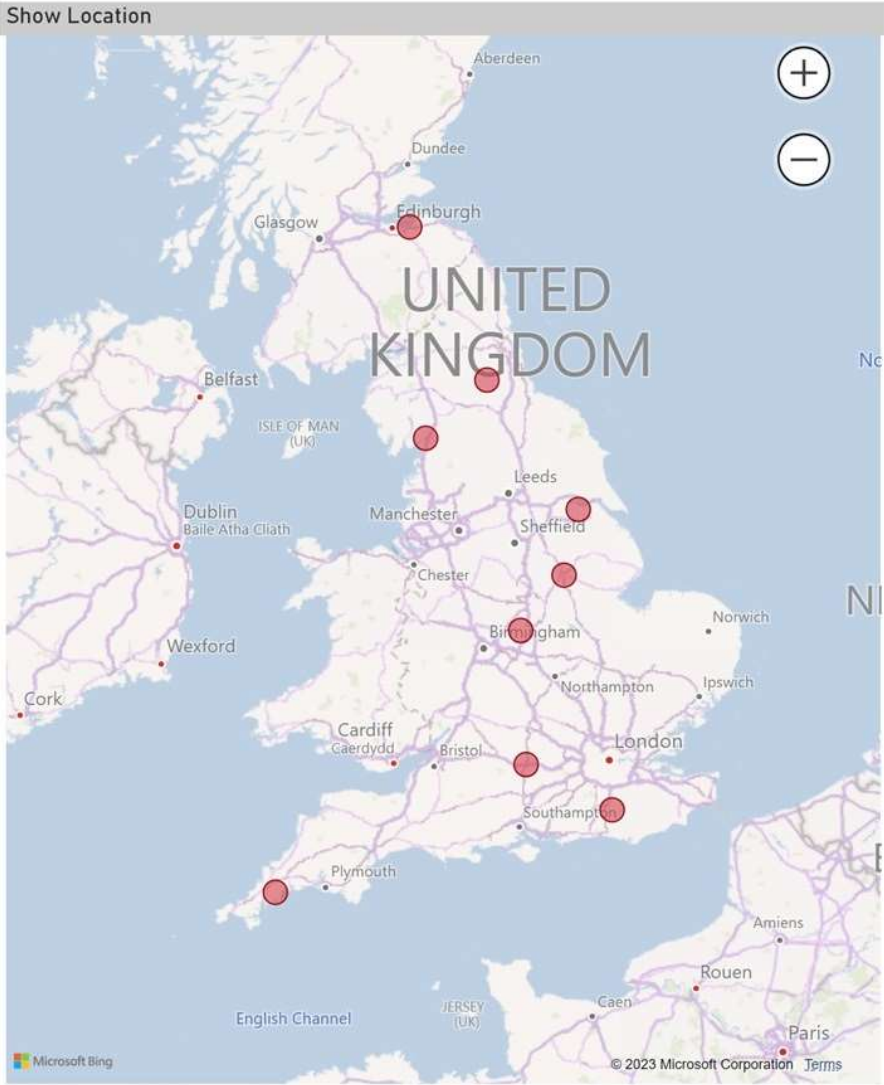 Show Location
Aberdeen
Dundee
Edinburgh
Glasgow
UNITED
KINGDOM
Belfast
ISLE OF MAN
(UK)
Leeds
Dublin
Baile Atha Cliath
Manchester
Sheffield
Chester
Birmingham
Norwich
Wexford
Northampton
Ipswich
Cork
Cardiff
Caerdydd
Bristol
London
Southampton
Plymouth
Amiens
Rouen
Caen
JERSEY
(UK)
English Channel
Paris
Microsoft Bing
© 2023 Microsoft Corporation Terms